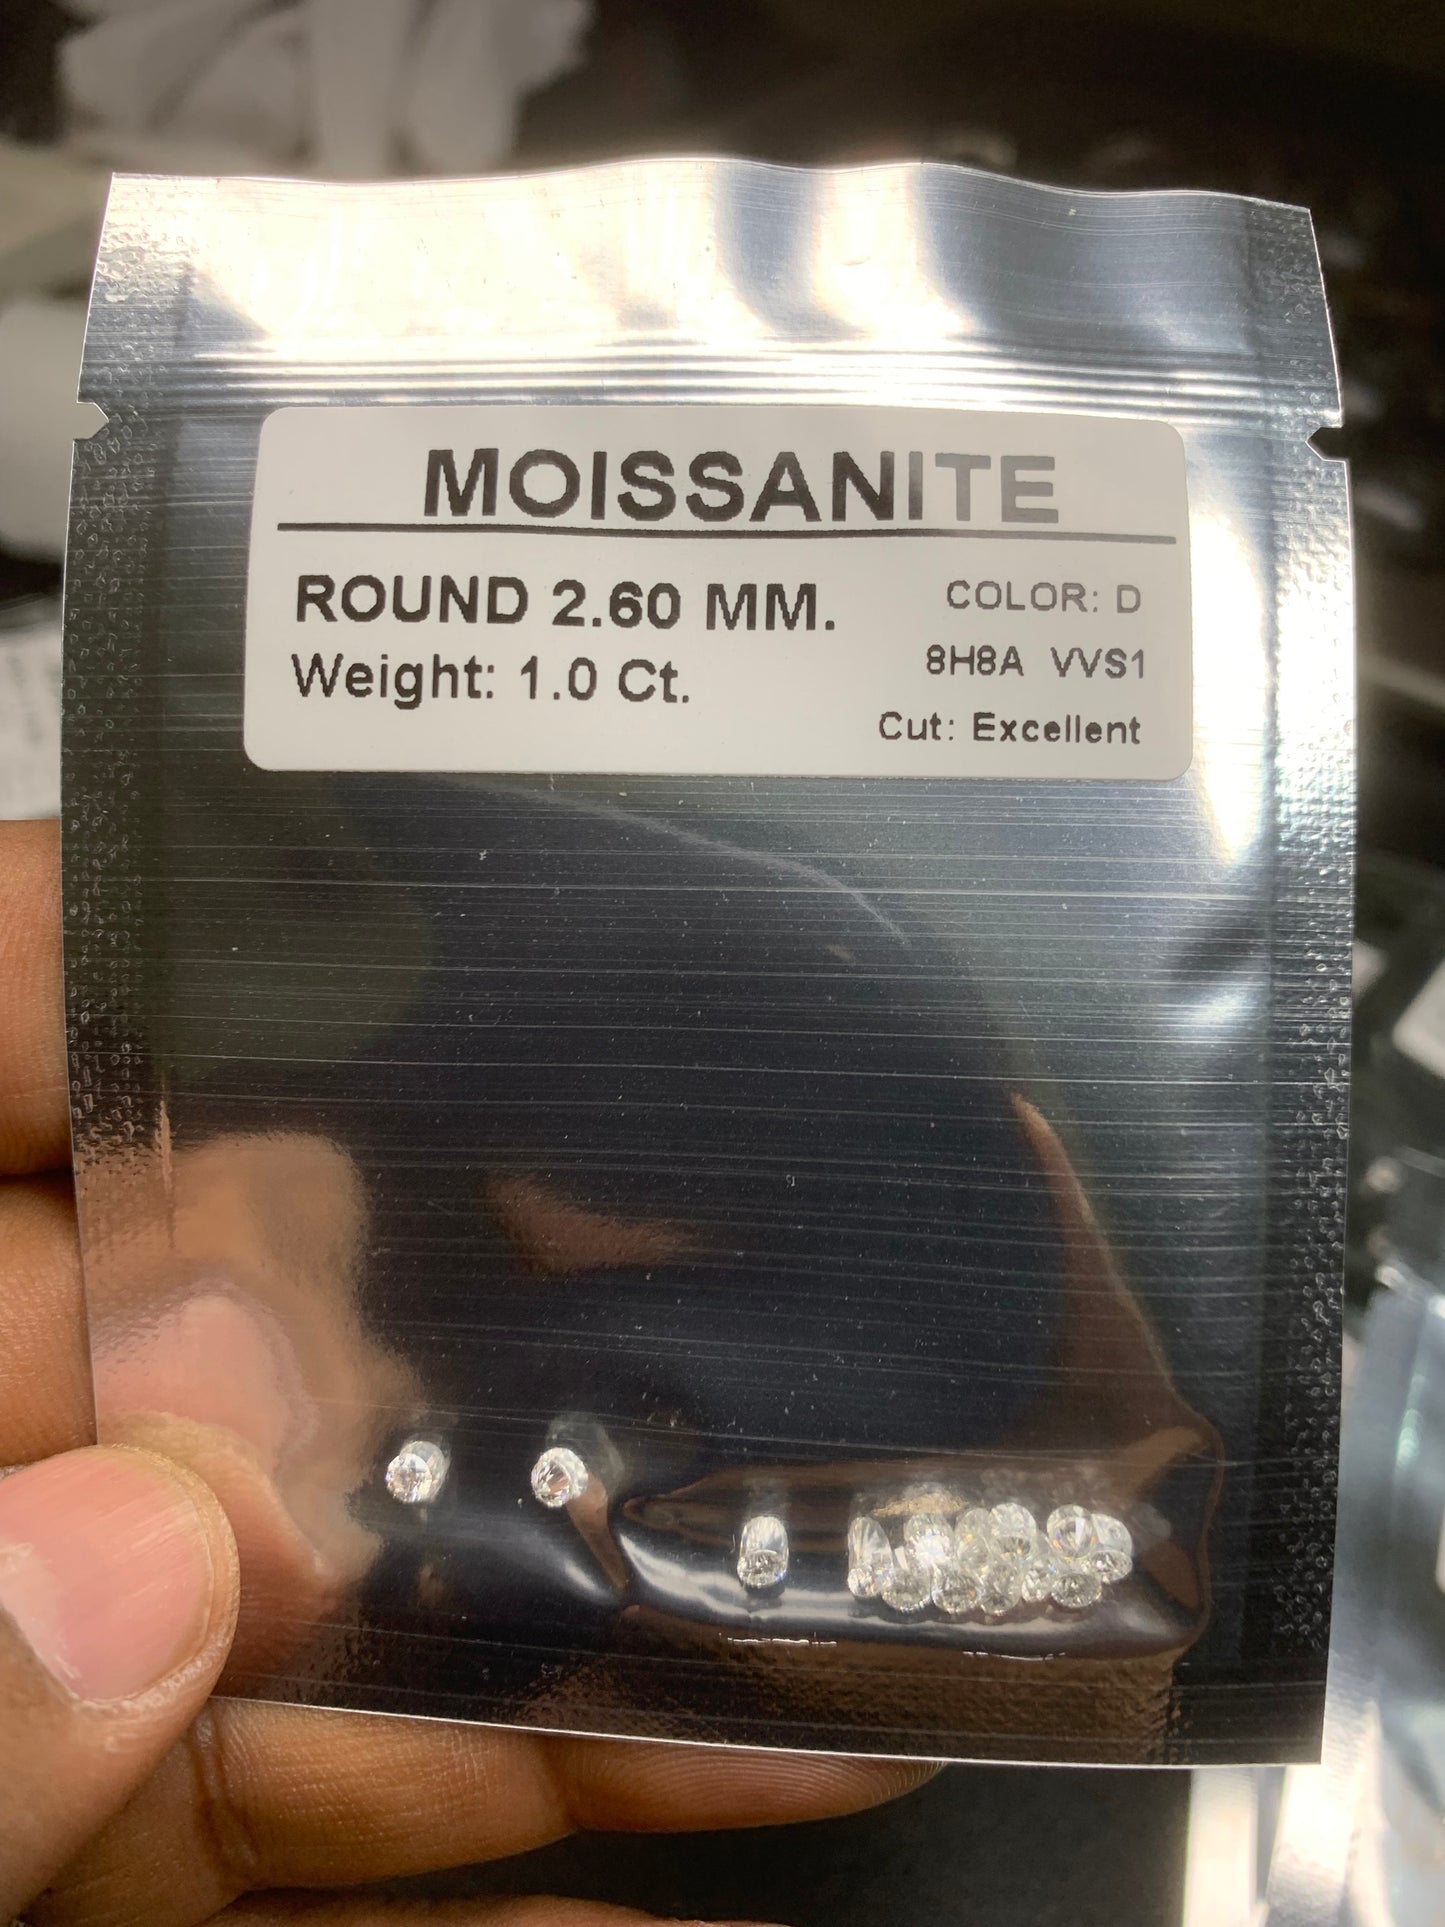 MOISSANITE
ROUND 2.60 MM.
COLOR: D
Weight: 1.0 Ct.
8H8A VVS1
Cut: Excellent